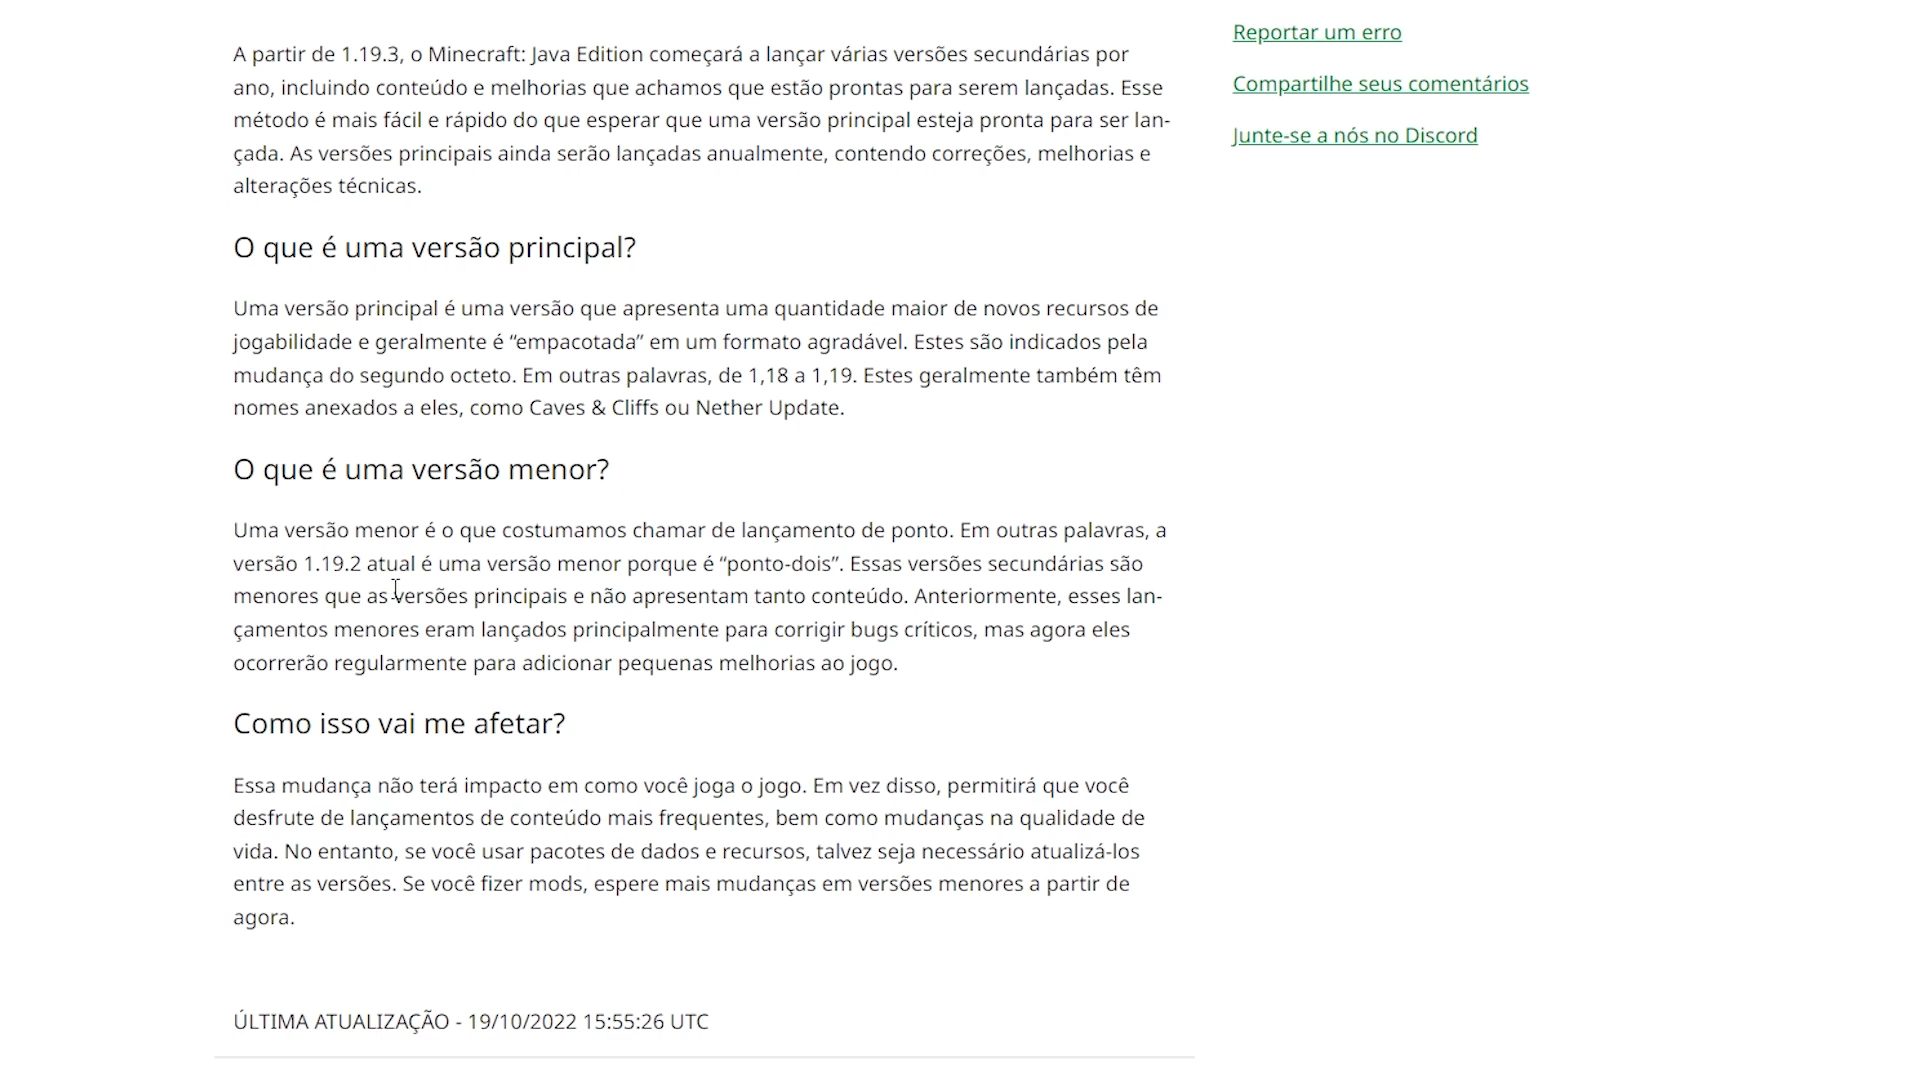 A partir de 1.19.3, o Minecraft: Java Edition começará a lançar várias versões secundárias por
ano, incluindo conteúdo e melhorias que achamos que estão prontas para serem lançadas. Esse
método é mais fácil e rápido do que esperar que uma versão principal esteja pronta para ser lan-
çada. As versões principais ainda serão lançadas anualmente, contendo correções, melhorias e
alterações técnicas.
O que é uma versão principal?
Uma versão principal é uma versão que apresenta uma quantidade maior de novos recursos de
jogabilidade e geralmente é “empacotada” em um formato agradável. Estes são indicados pela
mudança do segundo octeto. Em outras palavras, de 1,18 a 1,19. Estes geralmente também têm
nomes anexados a eles, como Caves & Cliffs ou Nether Update.
O que é uma versão menor?
Uma versão menor é o que costumamos chamar de lançamento de ponto. Em outras palavras, a
versão 1.19.2 atual é uma versão menor porque é “ponto-dois”. Essas versões secundárias são
menores que as versões principais e não apresentam tanto conteúdo. Anteriormente, esses lan-
çamentos menores eram lançados principalmente para corrigir bugs críticos, mas agora eles
ocorrerão regularmente para adicionar pequenas melhorias ao jogo.
Como isso vai me afetar?
Essa mudança não terá impacto em como você joga o jogo. Em vez disso, permitirá que você
desfrute de lançamentos de conteúdo mais frequentes, bem como mudanças na qualidade de
vida. No entanto, se você usar pacotes de dados e recursos, talvez seja necessário atualizá-los
entre as versões. Se você fizer mods, espere mais mudanças em versões menores a partir de
agora.
ÚLTIMA ATUALIZAÇÃO - 19/10/2022 15:55:26 UTC
Reportar um erro
Compartilhe seus comentários
Junte-se a nós no Discord